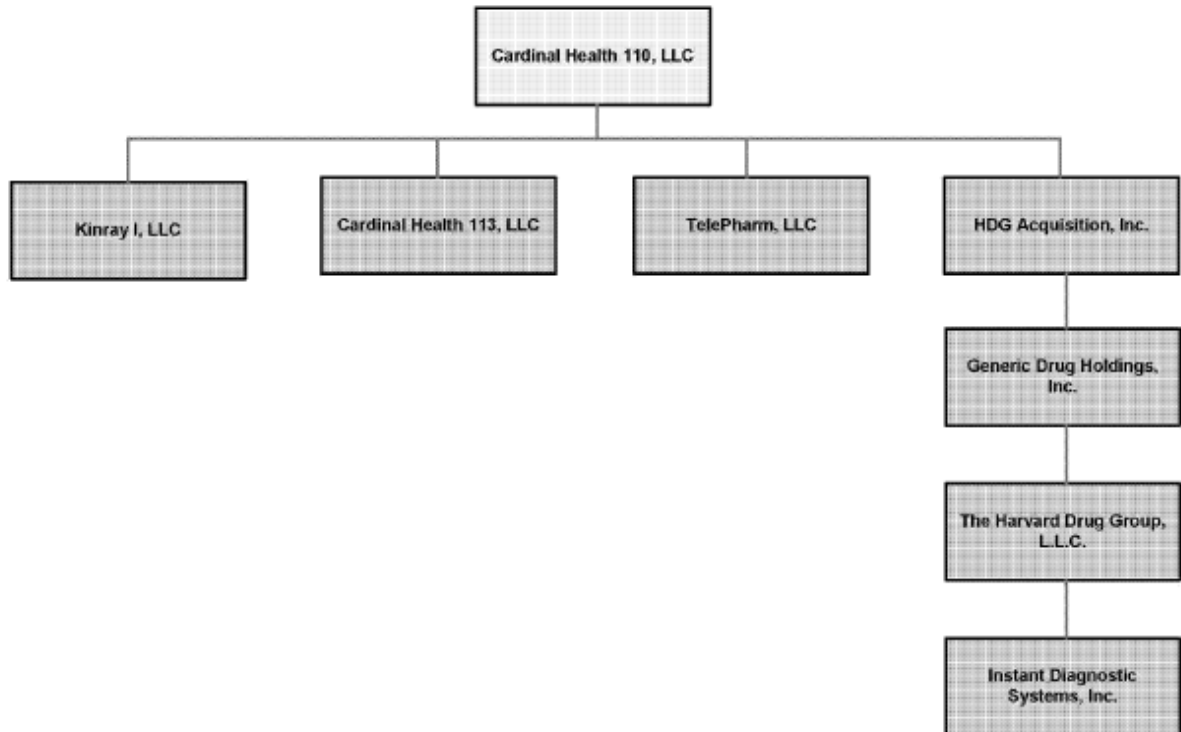 Cardinal Health 110, LLC
Kinray I, LLC
Cardinal Health 113, LLC
TelePharm, LLC
HDG Acquisition, Inc.
Generic Drug Holdings,
Inc.
The Harvard Drug Group,
L.L.C.
Instant Diagnostic
Systems, Inc.